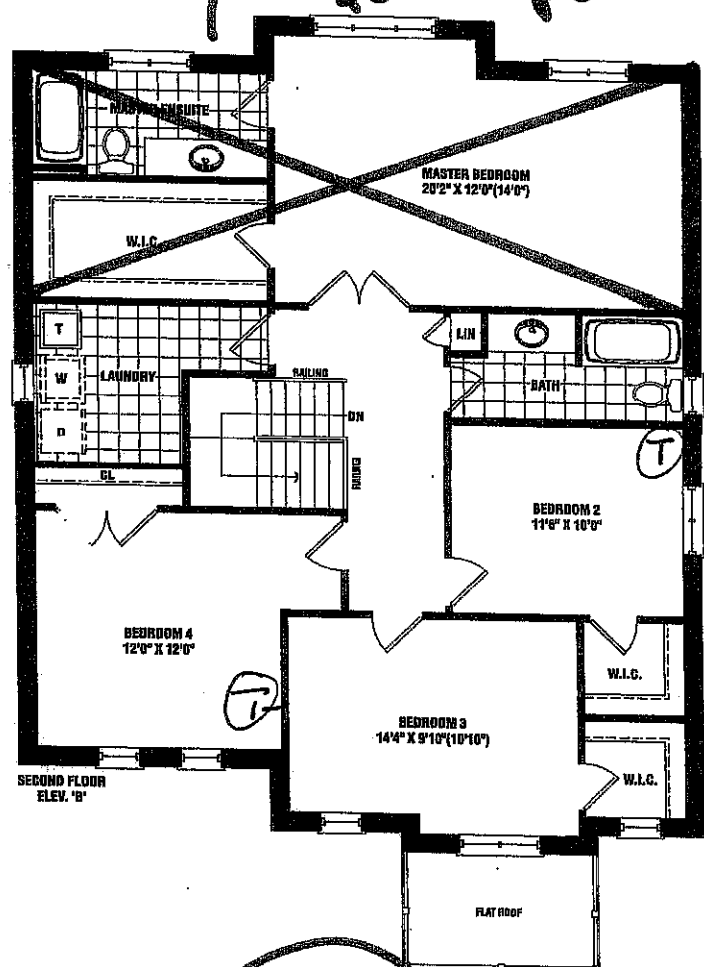 MASTER ENSUITE
MASTER BEDROOM
20'2" X 12'0"(14'0")
W.I.C.
T
LIN
W
LAUNDRY
RAILING
BATH
DN
D
T
RAILING
CL
BEDROOM 2
11'6" X 10'0"
BEDROOM 4
12'0" X 12'0"
W.I.C.
T
BEDROOM 3
14'4" X 9'10"(10'10")
W.I.C.
SECOND FLOOR
ELEV. 'B'
FLAT ROOF